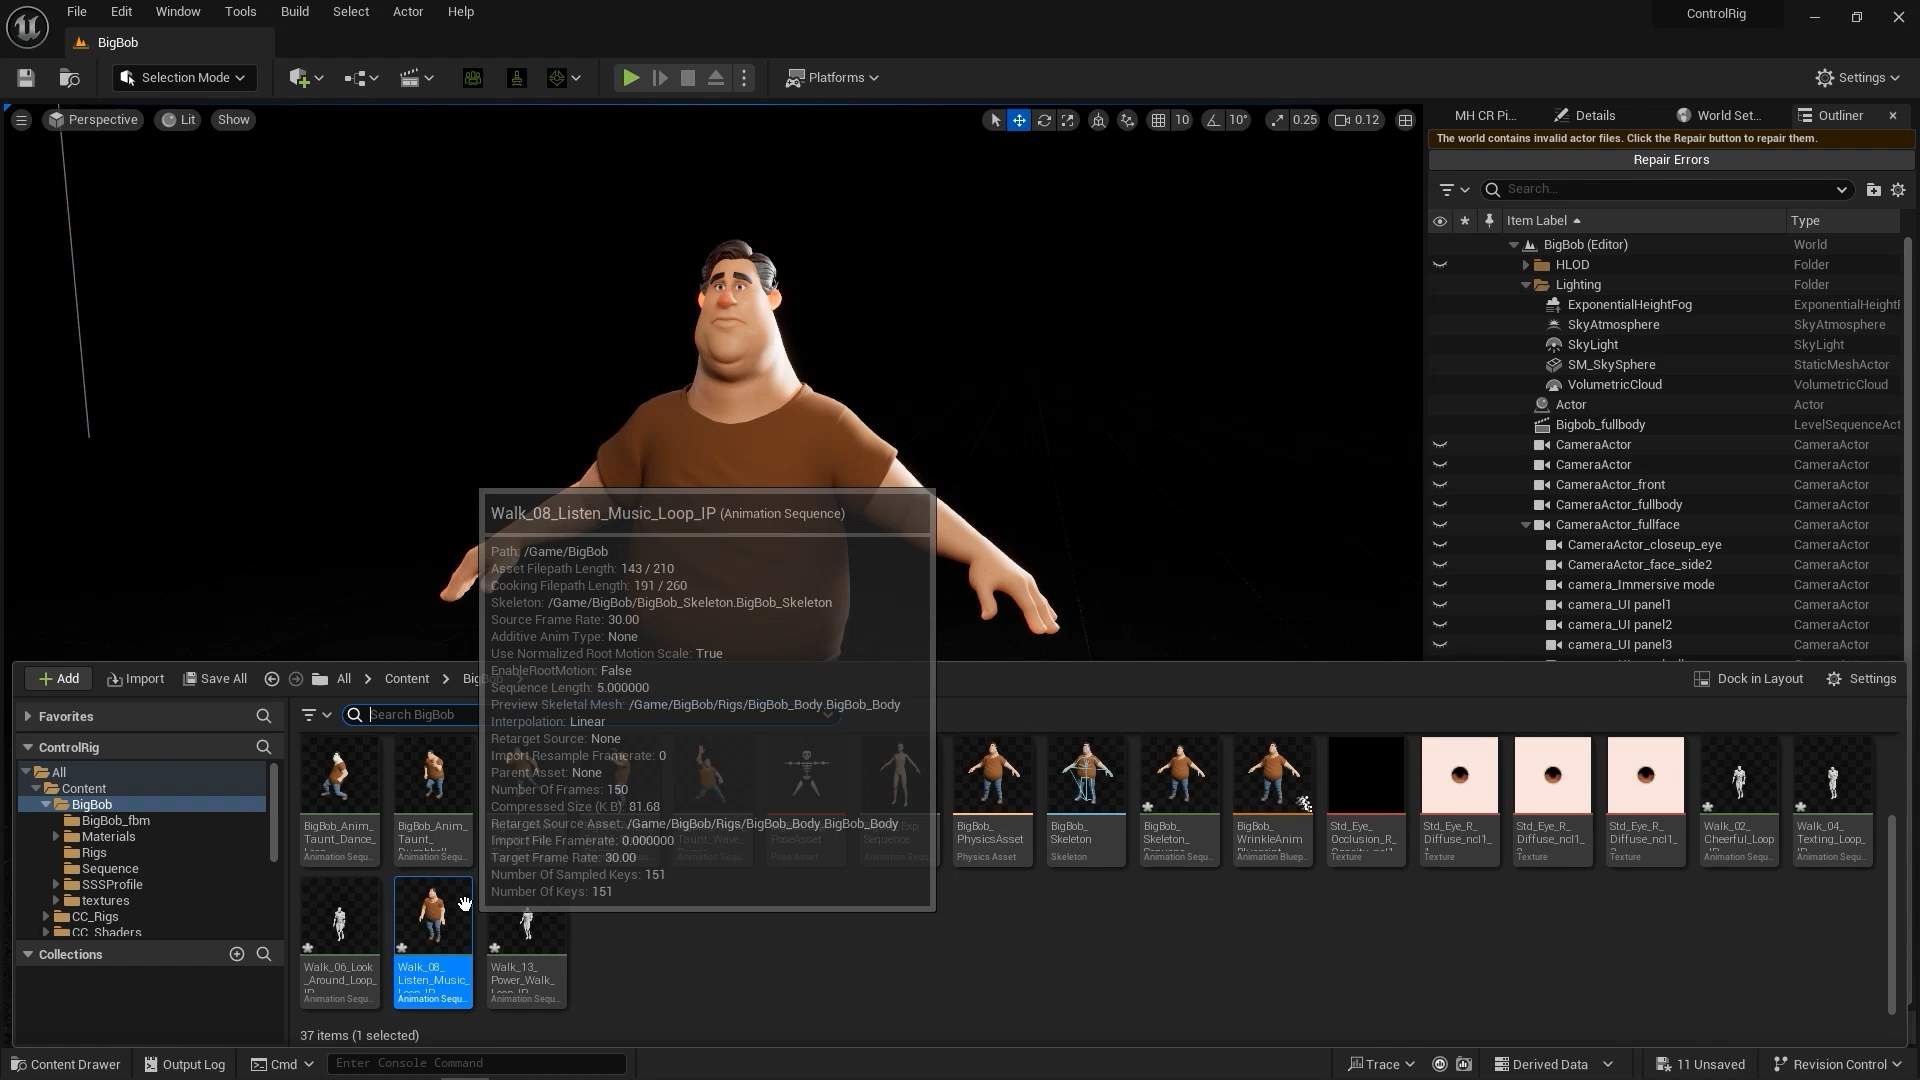 File Edit Window Tools Build Select Actor Help
ControlRig
BigBob
Selection Mode
Platforms
Settings
Perspective Lit Show
10 10° 0.25 0.12
MH CR Pi... Details World Set... Outliner
The world contains invalid actor files. Click the Repair button to repair them.
Repair Errors
Search...
Item Label Type
BigBob (Editor) World
HLOD Folder
Lighting Folder
ExponentialHeightFog ExponentialHeightF
SkyAtmosphere SkyAtmosphere
SkyLight SkyLight
SM_SkySphere StaticMeshActor
VolumetricCloud VolumetricCloud
Actor Actor
Bigbob_fullbody LevelSequenceAct
CameraActor CameraActor
CameraActor CameraActor
CameraActor_front CameraActor
CameraActor_fullbody CameraActor
CameraActor_fullface CameraActor
CameraActor_closeup_eye CameraActor
CameraActor_face_side2 CameraActor
camera_Immersive mode CameraActor
camera_UI panel1 CameraActor
camera_UI panel2 CameraActor
camera_UI panel3 CameraActor
Walk_08_Listen_Music_Loop_IP (Animation Sequence)
Path: /Game/BigBob
Asset Filepath Length: 143 / 210
Cooking Filepath Length: 191 / 260
Skeleton: /Game/BigBob/BigBob_Skeleton.BigBob_Skeleton
Source Frame Rate: 30.00
Additive Anim Type: None
Use Normalized Root Motion Scale: True
EnableRootMotion: False
Sequence Length: 5.000000
Preview Skeletal Mesh: /Game/BigBob/Rigs/BigBob_Body.BigBob_Body
Interpolation: Linear
Retarget Source: None
Import Resample Framerate: 0
Parent Asset: None
Number Of Frames: 150
Compressed Size (K B): 81.68
Retarget Source Asset: /Game/BigBob/Rigs/BigBob_Body.BigBob_Body
Import File Framerate: 0.000000
Target Frame Rate: 30.00
Number Of Sampled Keys: 151
Number Of Keys: 151
Add Import Save All All Content
Dock in Layout Settings
Favorites
Search BigBob
ControlRig
All
Content
BigBob
BigBob_fbm
Materials
Rigs
Sequence
SSSProfile
textures
CC_Rigs
CC_Shaders
Collections
BigBob_Anim_
Taunt_Dance_
Animation Sequ...
BigBob_Anim_
Taunt_
Animation Sequ...
BigBob_
PhysicsAsset
Physics Asset
BigBob_
Skeleton
Skeleton
BigBob_
Skeleton_
Animation Sequ...
BigBob_
WrinkleAnim
Animation Bluep...
Std_Eye_
Occlusion_R_
Texture
Std_Eye_R_
Diffuse_ncl1_
Texture
Std_Eye_R_
Diffuse_ncl1_
Texture
Std_Eye_R_
Diffuse_ncl1_
Texture
Walk_02_
Cheerful_Loop
Animation Sequ...
Walk_04_
Texting_Loop_
Animation Sequ...
Walk_06_Look
_Around_Loop_
Animation Sequ...
Walk_08_
Listen_Music_
Loop_IP
Animation Sequ...
Walk_13_
Power_Walk_
Loop_IP
Animation Sequ...
37 items (1 selected)
Content Drawer Output Log Cmd Enter Console Command
Trace Derived Data 11 Unsaved Revision Control